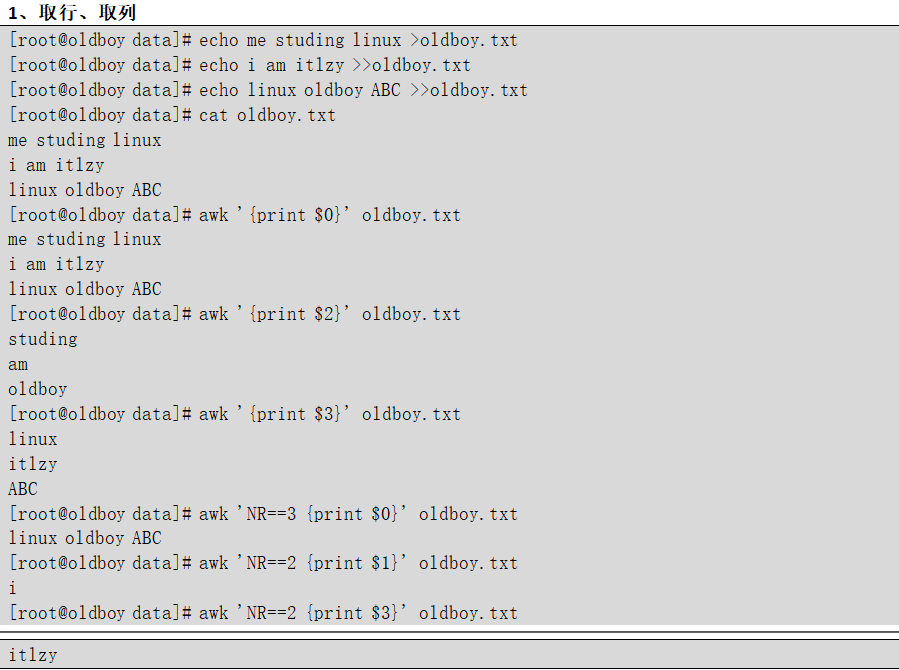 1、取行、取列
[root@oldboy data]# echo me studing linux >oldboy.txt
[root@oldboy data]# echo i am itlzy >>oldboy.txt
[root@oldboy data]# echo linux oldboy ABC >>oldboy.txt
[root@oldboy data]# cat oldboy.txt
me studing linux
i am itlzy
linux oldboy ABC
[root@oldboy data]# awk '{print $0}' oldboy.txt
me studing linux
i am itlzy
linux oldboy ABC
[root@oldboy data]# awk '{print $2}' oldboy.txt
studing
am
oldboy
[root@oldboy data]# awk '{print $3}' oldboy.txt
linux
itlzy
ABC
[root@oldboy data]# awk 'NR==3 {print $0}' oldboy.txt
linux oldboy ABC
[root@oldboy data]# awk 'NR==2 {print $1}' oldboy.txt
i
[root@oldboy data]# awk 'NR==2 {print $3}' oldboy.txt
itlzy